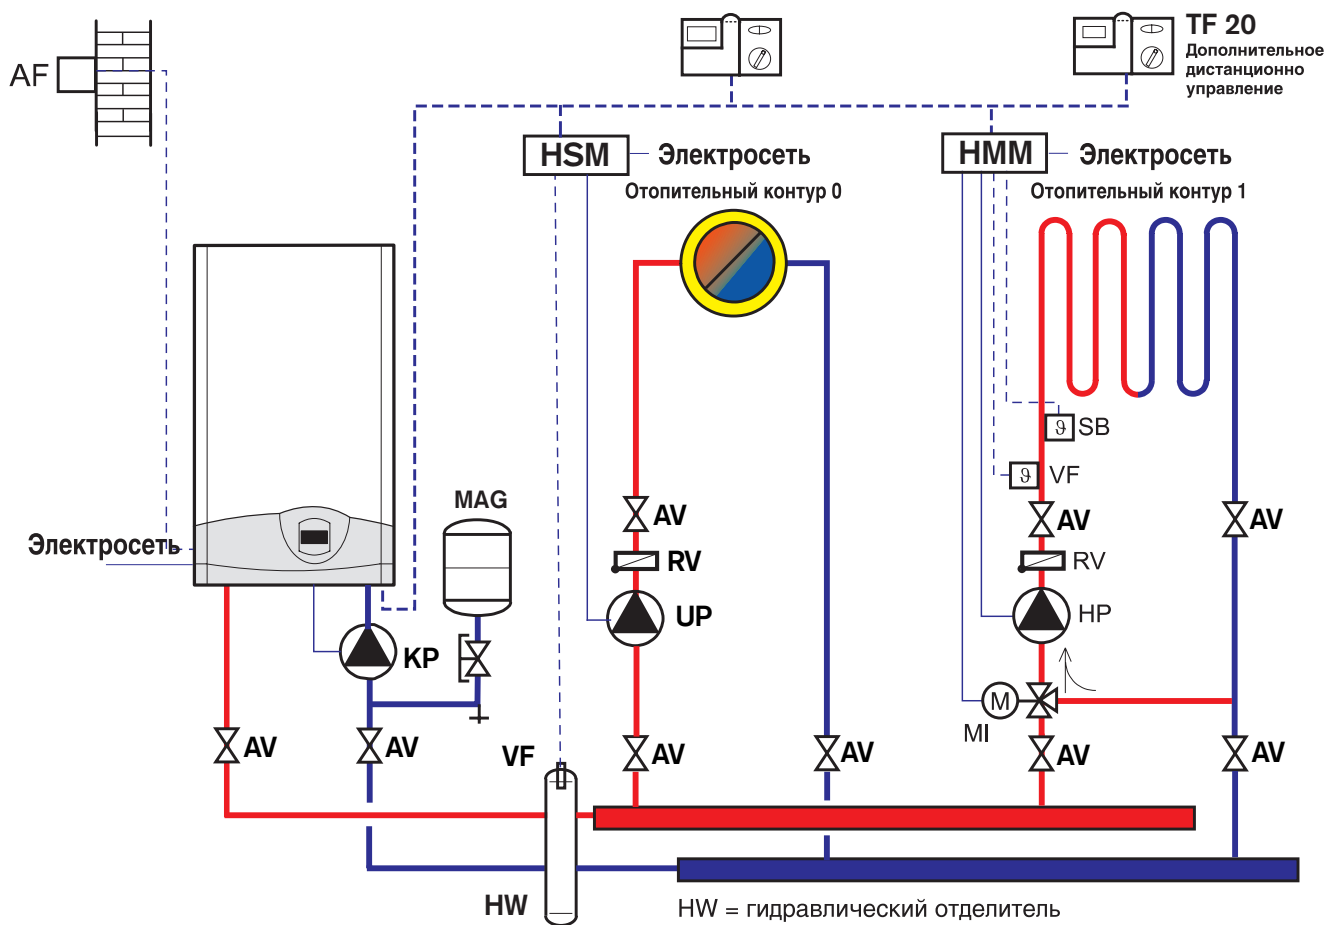 TF 20
Дополнительное
дистанционно
управление
AF
HSM
Электросеть
HMM
Электросеть
Отопительный контур 0
Отопительный контур 1
ϑ SB
ϑ VF
MAG
AV
AV
AV
Электросеть
RV
RV
UP
HP
KP
M
MI
AV
AV
VF
AV
AV
AV
AV
HW
HW = гидравлический отделитель